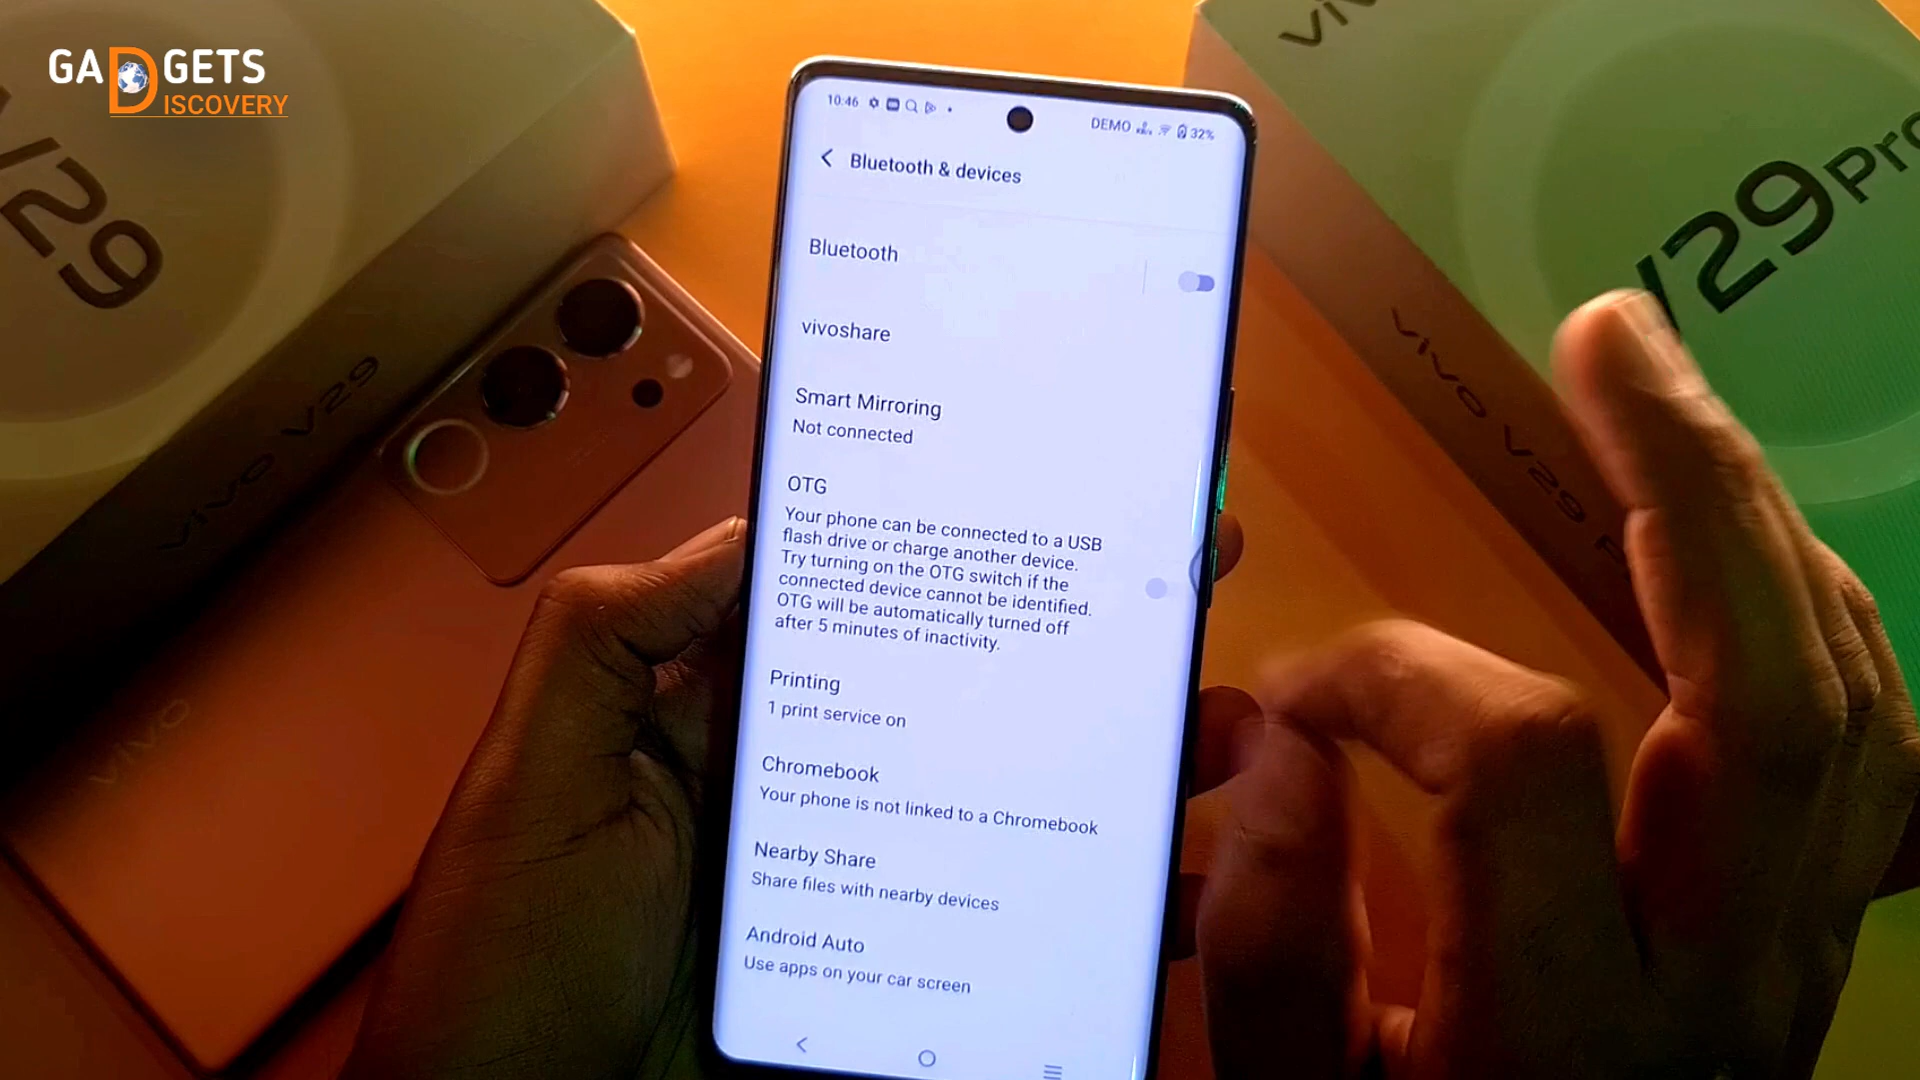 GADGETS
DISCOVERY
V29
vivo V29
vivo
10:46
DEMO
32%
Bluetooth & devices
Bluetooth
vivoshare
Smart Mirroring
Not connected
OTG
Your phone can be connected to a USB
flash drive or charge another device.
Try turning on the OTG switch if the
connected device cannot be identified.
OTG will be automatically turned off
after 5 minutes of inactivity.
Printing
1 print service on
Chromebook
Your phone is not linked to a Chromebook
Nearby Share
Share files with nearby devices
Android Auto
Use apps on your car screen
V29 Pro
vivo V29